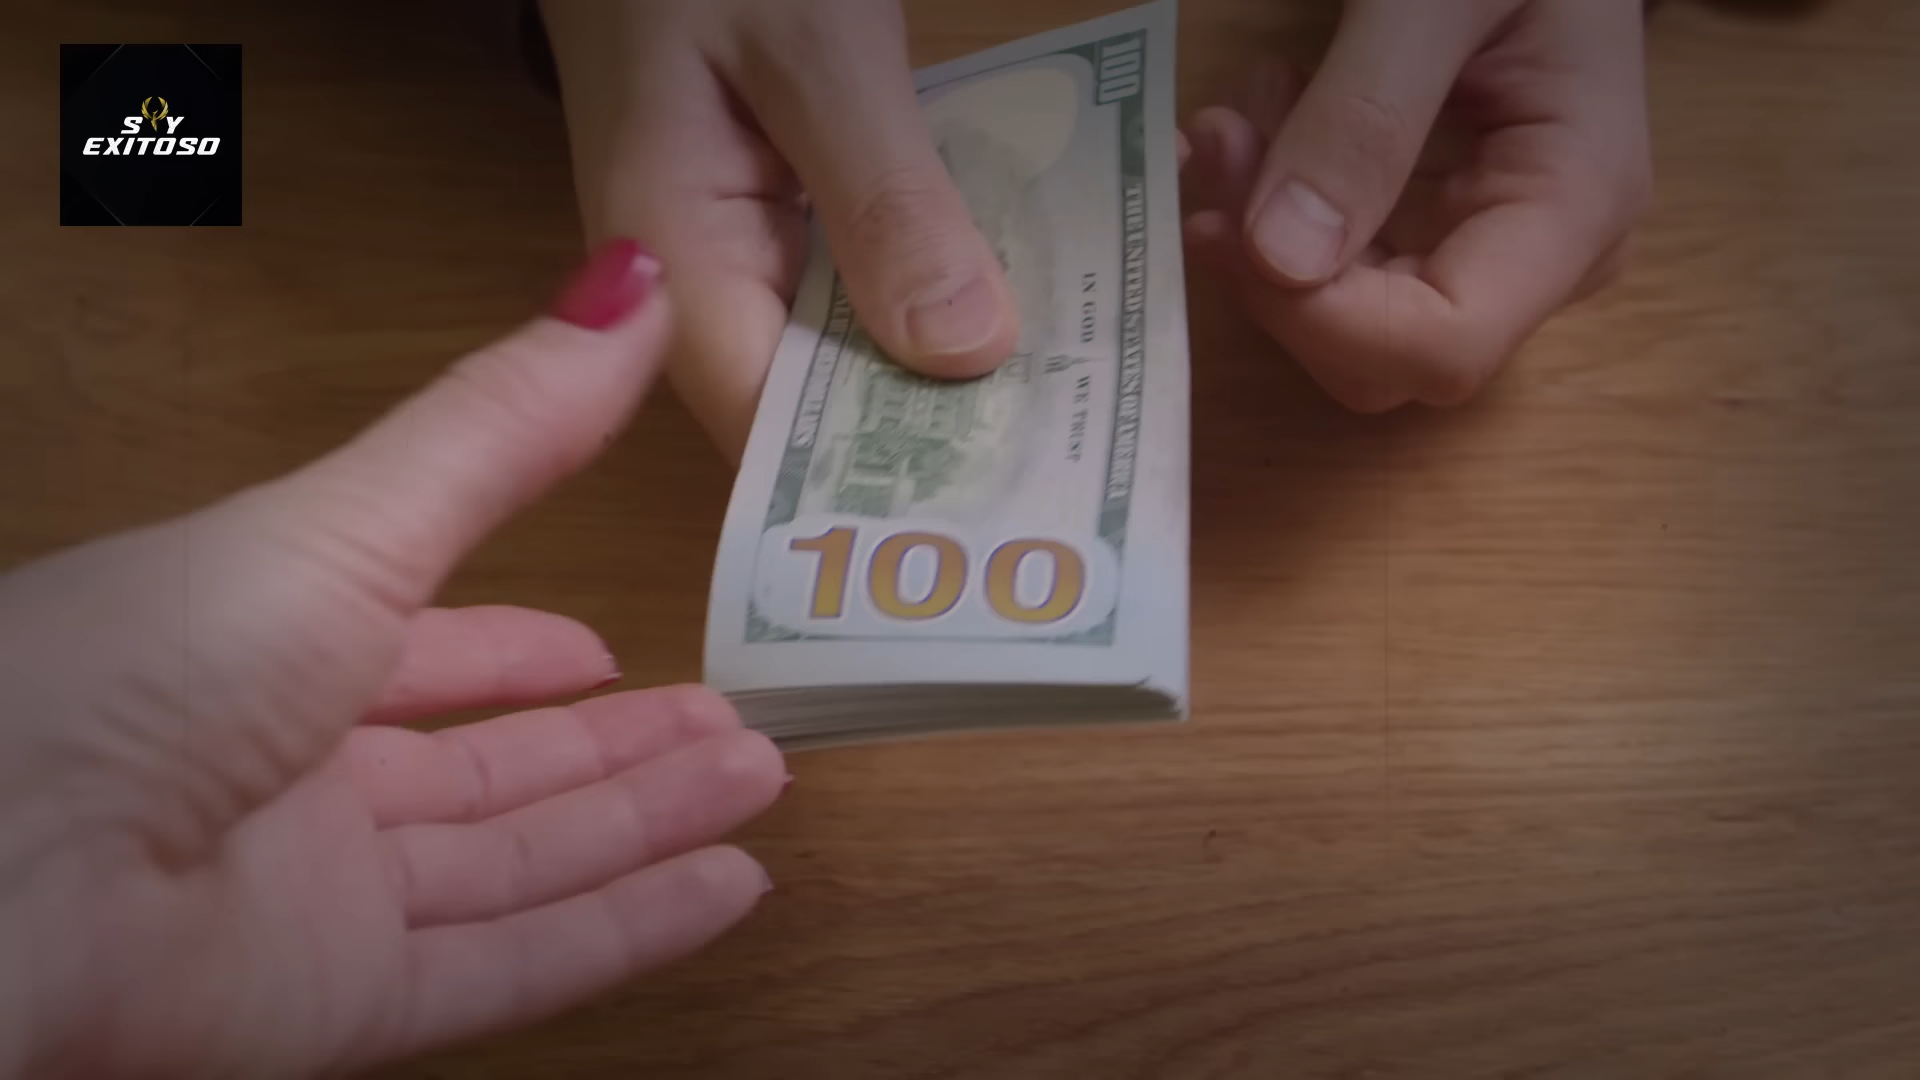 SOY
EXITOSO
100
THE UNITED STATES OF AMERICA
IN GOD WE TRUST
100